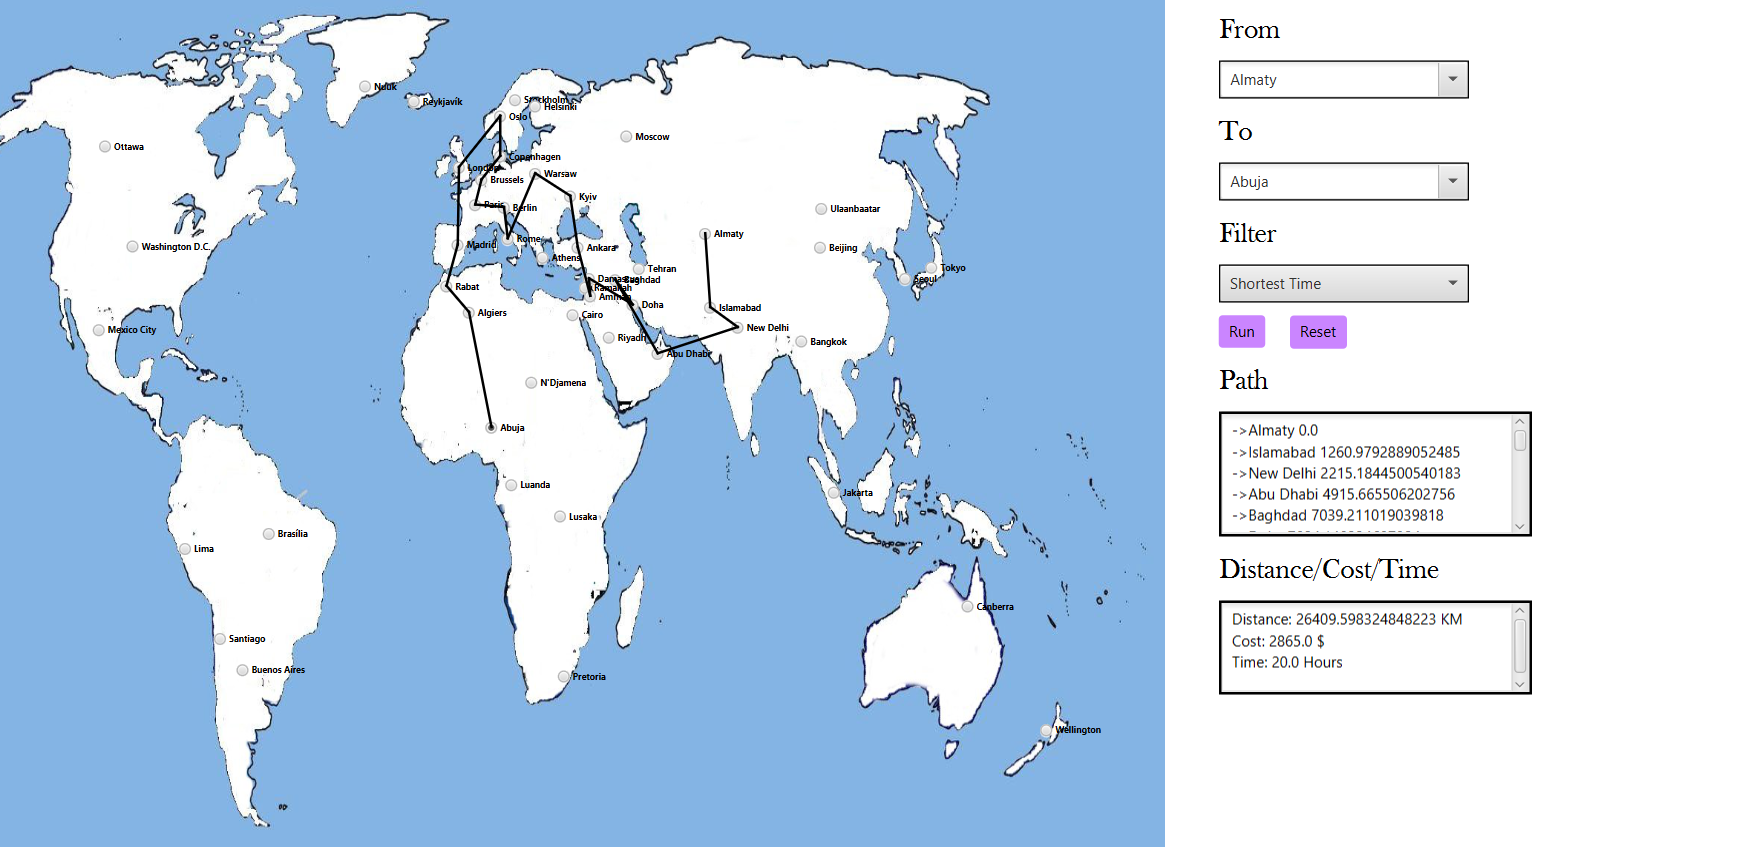 Nuuk
Reykjavík
Stockholm
Helsinki
Oslo
Moscow
Ottawa
Copenhagen
London
Warsaw
Brussels
Kyiv
Paris
Berlin
Ulaanbaatar
Almaty
Rome
Washington D.C.
Madrid
Ankara
Beijing
Athens
Tehran
Tokyo
Damascus
Baghdad
Seoul
Rabat
Ramallah
Amman
Doha
Islamabad
Algiers
Cairo
New Delhi
Mexico City
Riyadh
Bangkok
Abu Dhabi
N'Djamena
Abuja
Luanda
Jakarta
Lusaka
Brasília
Lima
Canberra
Santiago
Buenos Aires
Pretoria
Wellington
From
Almaty
To
Abuja
Filter
Shortest Time
Run Reset
Path
->Almaty 0.0
->Islamabad 1260.9792889052485
->New Delhi 2215.1844500540183
->Abu Dhabi 4915.665506202756
->Baghdad 7039.211019039818
Distance/Cost/Time
Distance: 26409.598324848223 KM
Cost: 2865.0 $
Time: 20.0 Hours